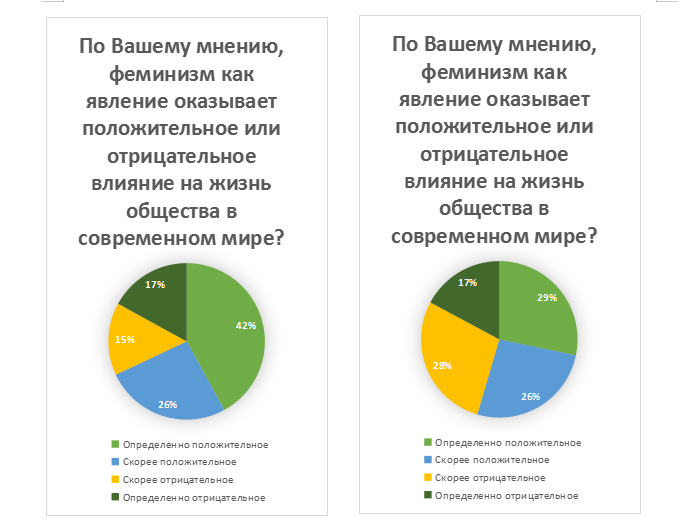 По Вашему мнению,
феминизм как
явление оказывает
положительное или
отрицательное
влияние на жизнь
общества в
современном мире?
17%
42%
15%
26%
Определенно положительное
Скорее положительное
Скорее отрицательное
Определенно отрицательное
По Вашему мнению,
феминизм как
явление оказывает
положительное или
отрицательное
влияние на жизнь
общества в
современном мире?
17%
29%
28%
26%
Определенно положительное
Скорее положительное
Скорее отрицательное
Определенно отрицательное